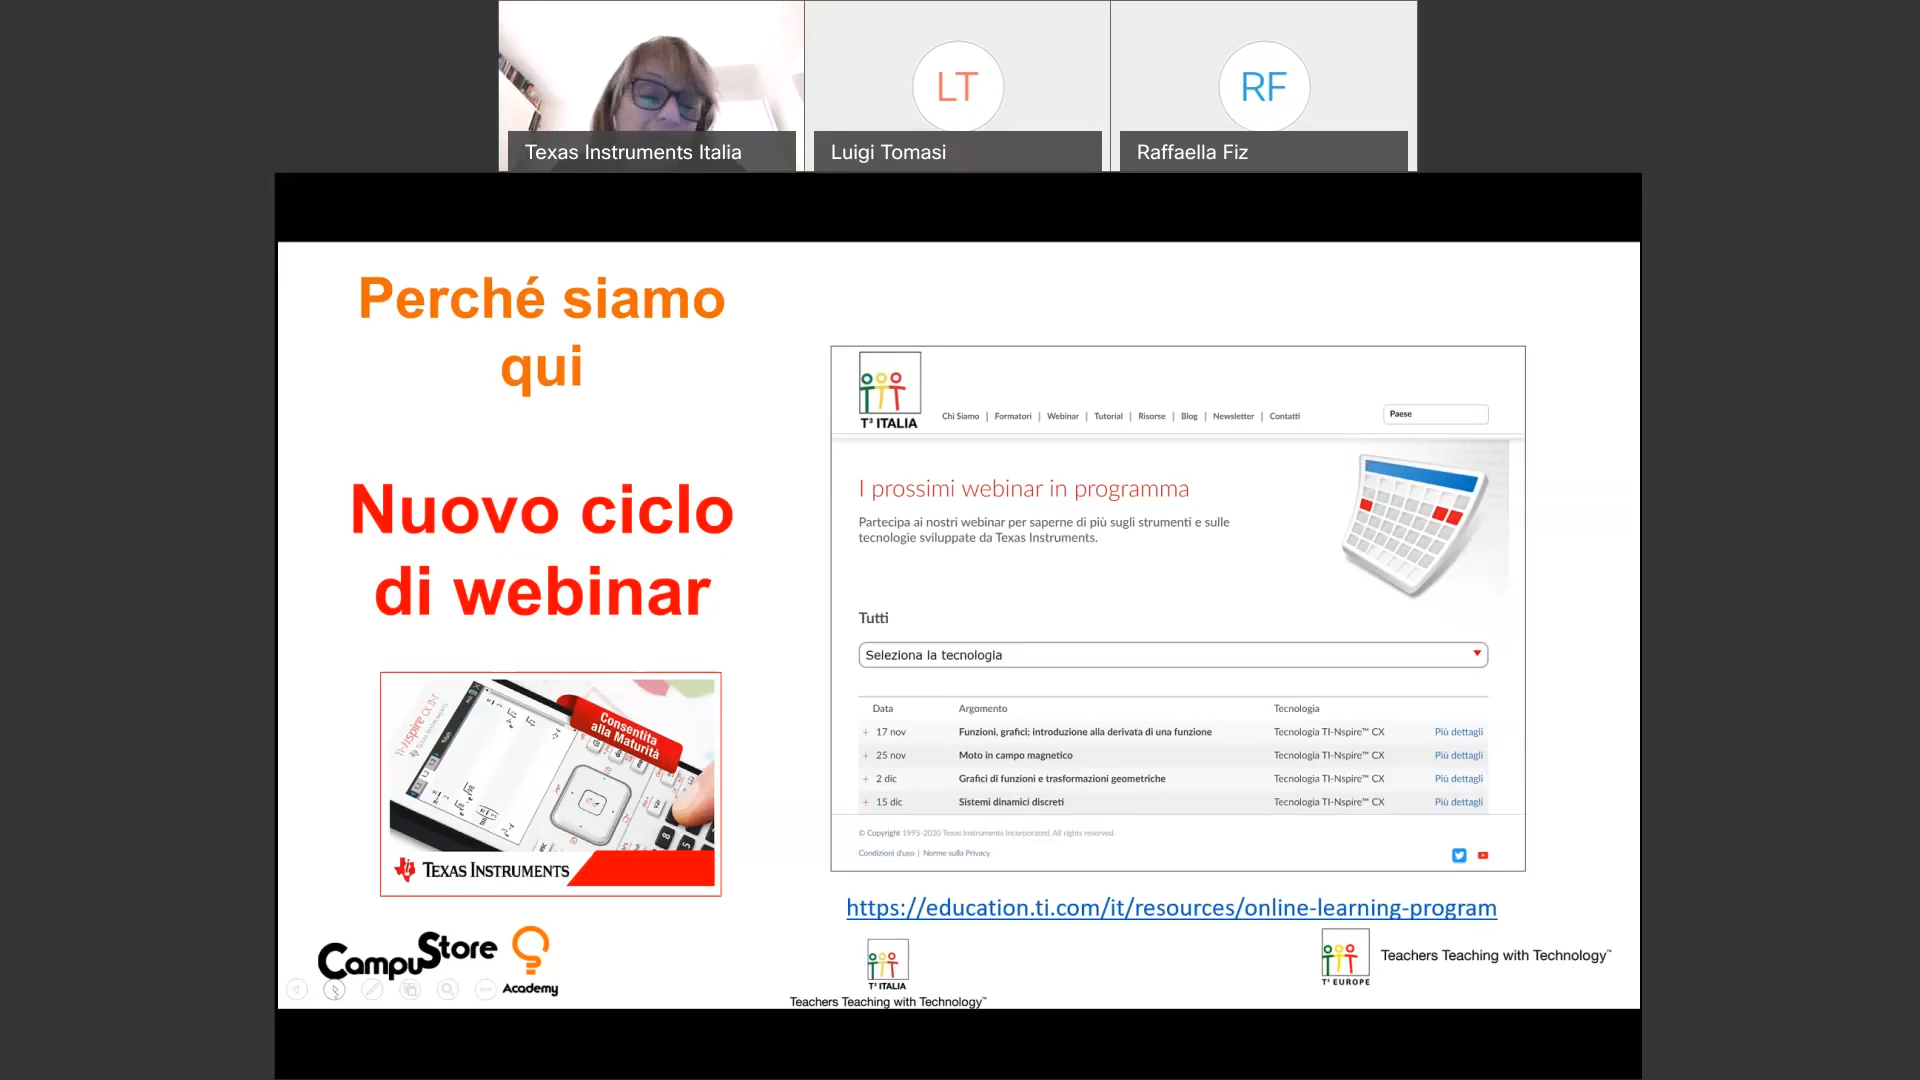 LT
RF
Texas Instruments Italia
Luigi Tomasi
Raffaella Fiz
Perché siamo
qui
Nuovo ciclo
di webinar
T³ ITALIA
Chi Siamo | Formatori | Webinar | Tutorial | Risorse | Blog | Newsletter | Contatti
Paese
I prossimi webinar in programma
Partecipa ai nostri webinar per saperne di più sugli strumenti e sulle
tecnologie sviluppate da Texas Instruments.
Tutti
Seleziona la tecnologia
Data Argomento Tecnologia
+ 17 nov Funzioni, grafici; introduzione alla derivata di una funzione Tecnologia TI-Nspire™ CX Più dettagli
+ 25 nov Moto in campo magnetico Tecnologia TI-Nspire™ CX Più dettagli
+ 2 dic Grafici di funzioni e trasformazioni geometriche Tecnologia TI-Nspire™ CX Più dettagli
+ 15 dic Sistemi dinamici discreti Tecnologia TI-Nspire™ CX Più dettagli
© Copyright 1995-2020 Texas Instruments Incorporated. All rights reserved.
Condizioni d'uso | Norme sulla Privacy
https://education.ti.com/it/resources/online-learning-program
TI-nspire CX II-T
Consentita
alla Maturità
TEXAS INSTRUMENTS
CampuStore
Academy
T³ ITALIA
Teachers Teaching with Technology™
T³ EUROPE
Teachers Teaching with Technology™